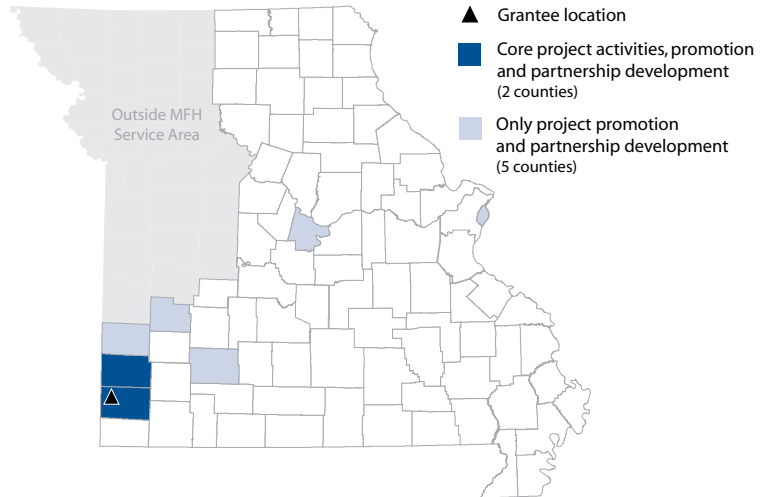 Grantee location
Core project activities, promotion
and partnership development
(2 counties)
Only project promotion
and partnership development
(5 counties)
Outside MFH
Service Area